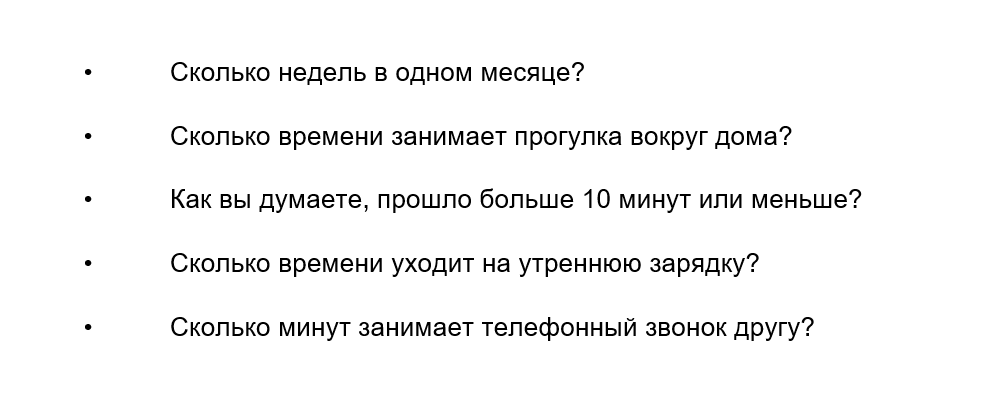 • Сколько недель в одном месяце?
• Сколько времени занимает прогулка вокруг дома?
• Как вы думаете, прошло больше 10 минут или меньше?
• Сколько времени уходит на утреннюю зарядку?
• Сколько минут занимает телефонный звонок другу?